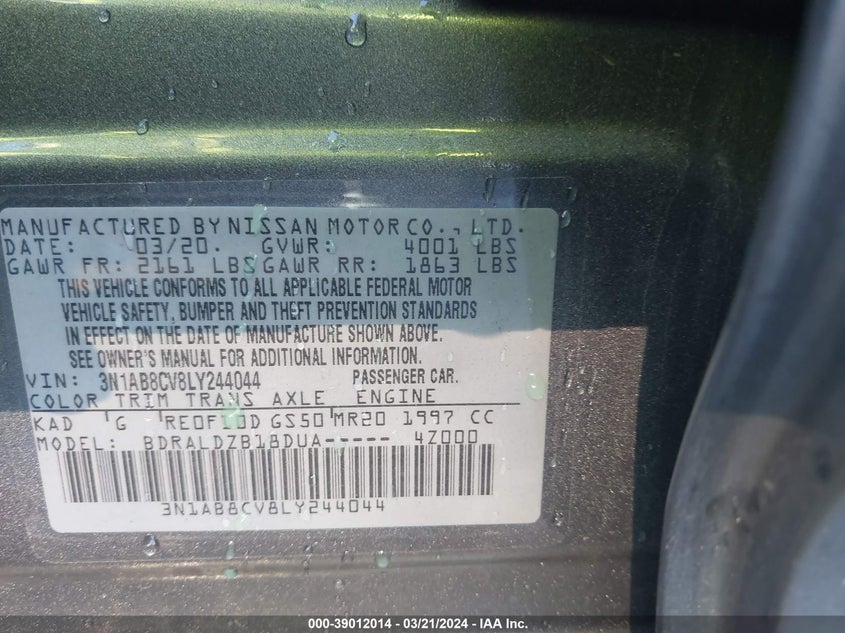 MANUFACTURED BY NISSAN MOTOR CO., LTD.
DATE: 03/20. GVWR: 4001 LBS
GAWR FR: 2161 LBS GAWR RR: 1863 LBS
THIS VEHICLE CONFORMS TO ALL APPLICABLE FEDERAL MOTOR
VEHICLE SAFETY, BUMPER AND THEFT PREVENTION STANDARDS
IN EFFECT ON THE DATE OF MANUFACTURE SHOWN ABOVE.
SEE OWNER'S MANUAL FOR ADDITIONAL INFORMATION.
VIN: 3N1AB8CV8LY244044 PASSENGER CAR.
COLOR TRIM TRANS AXLE ENGINE
KAD G RE0F10D GS50 MR20 1997 CC
MODEL: BDRALDZB18DUA----- 4Z000
3N1AB8CV8LY244044
000-39012014 - 03/21/2024 - IAA Inc.